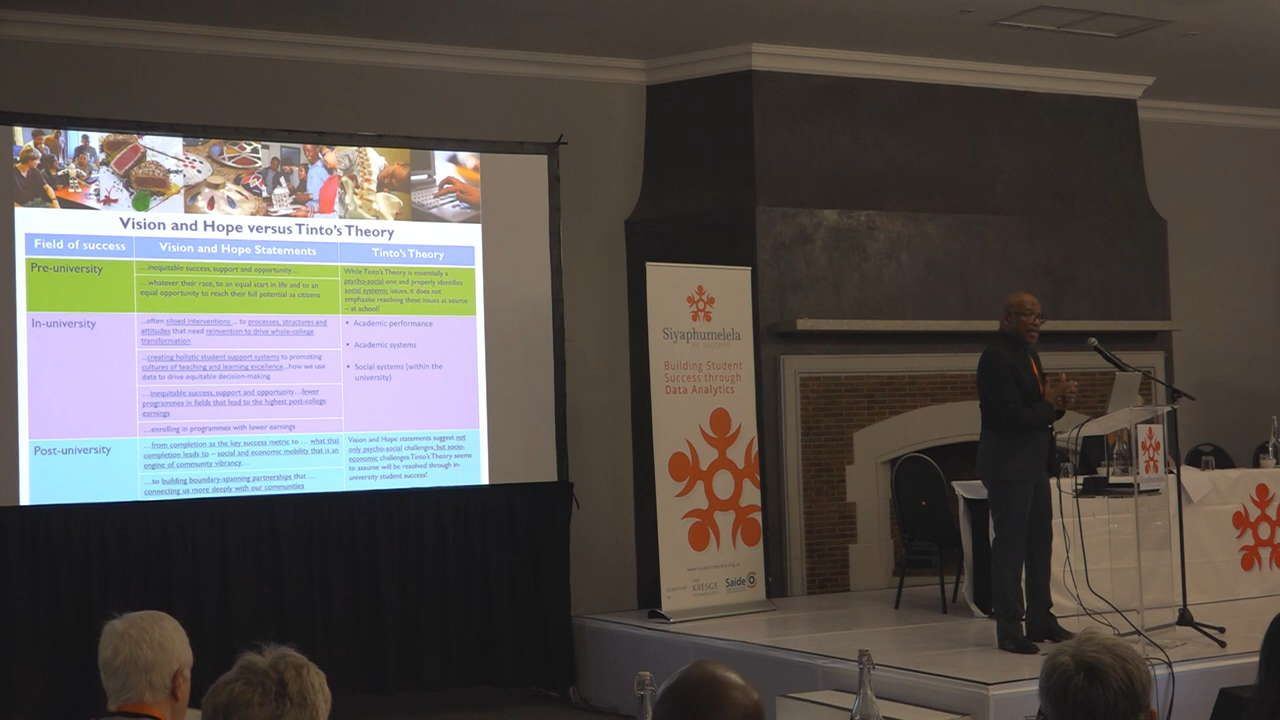 Vision and Hope versus Tinto's Theory
Field of success
Vision and Hope Statements
Tinto's Theory
Pre-university
…inequitable success, support and opportunity…
…whatever their race, to an equal start in life and to an
equal opportunity to reach their full potential as citizens
While Tinto's Theory is essentially a
psycho-social one and properly identifies
social systemic issues, it does not
emphasise resolving these issues at source
– at school!
In-university
…often siloed interventions… to processes, structures and
attitudes that need reinvention to drive whole-college
transformation
…creating holistic student support systems to promoting
cultures of teaching and learning excellence…how we use
data to drive equitable decision-making
…inequitable success, support and opportunity…fewer
programmes in fields that lead to the highest post-college
earnings
…enrolling in programmes with lower earnings
• Academic performance
• Academic systems
• Social systems (within the
university)
Post-university
…from completion as the key success metric to … what that
completion leads to – social and economic mobility that is an
engine of community vibrancy…
…to building boundary-spanning partnerships that …
connecting us more deeply with our communities
Vision and Hope statements suggest not
only psycho-social challenges, but socio-
economic challenges Tinto's Theory seems
to assume will be resolved through in-
university student success!
Siyaphumelela
Building Student
Success through
Data Analytics
www.siyaphumelela.org.za
KRESGE
Saide